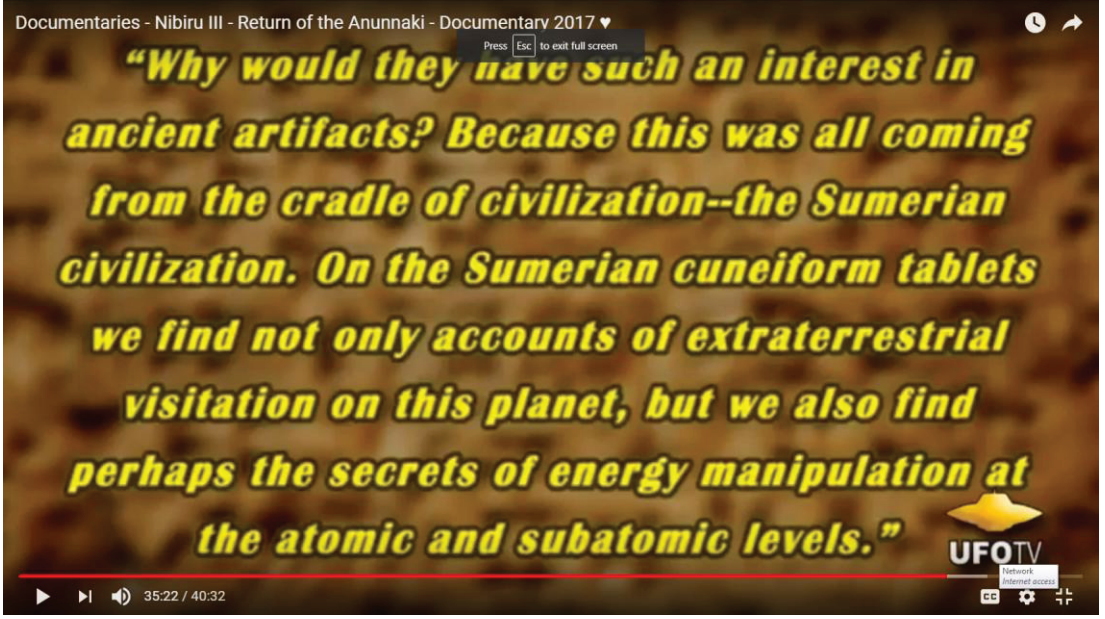 Documentaries - Nibiru III - Return of the Anunnaki - Documentary 2017 ♥
Press Esc to exit full screen
“Why would they have such an interest in
ancient artifacts? Because this was all coming
from the cradle of civilization--the Sumerian
civilization. On the Sumerian cuneiform tablets
we find not only accounts of extraterrestrial
visitation on this planet, but we also find
perhaps the secrets of energy manipulation at
the atomic and subatomic levels.”
UFOTV
Network
Internet access
35:22 / 40:32
CC